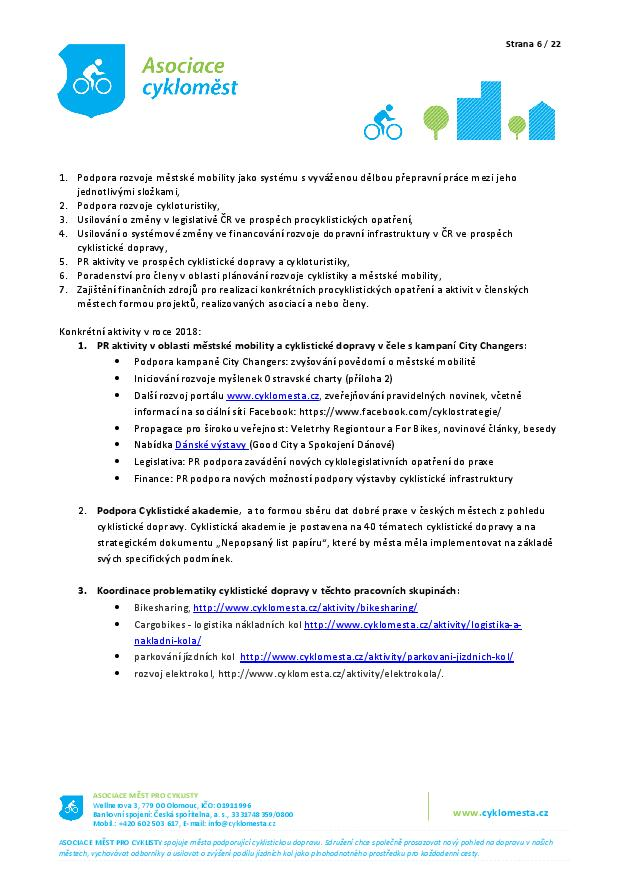 Strana 6 / 22
Asociace
cykloměst
1. Podpora rozvoje městské mobility jako systému s vyváženou dělbou přepravní práce mezi jeho
jednotlivými složkami,
2. Podpora rozvoje cykloturistiky,
3. Usilování o změny v legislativě ČR ve prospěch procyklistických opatření,
4. Usilování o systémové změny ve financování rozvoje dopravní infrastruktury v ČR ve prospěch
cyklistické dopravy,
5. PR aktivity ve prospěch cyklistické dopravy a cykloturistiky,
6. Poradenství pro členy v oblasti plánování rozvoje cyklistiky a městské mobility,
7. Zajištění finančních zdrojů pro realizaci konkrétních procyklistických opatření a aktivit v členských
městech formou projektů, realizovaných asociací a nebo členy.
Konkrétní aktivity v roce 2018:
1. PR aktivity v oblasti městské mobility a cyklistické dopravy v čele s kampaní City Changers:
• Podpora kampaně City Changers: zvyšování povědomí o městské mobilitě
• Iniciování rozvoje myšlenek Ostravské charty (příloha 2)
• Další rozvoj portálu www.cyklomesta.cz, zveřejňování pravidelných novinek, včetně
informací na sociální síti Facebook: https://www.facebook.com/cyklostrategie/
• Propagace pro širokou veřejnost: Veletrhy Regiontour a For Bikes, novinové články, besedy
• Nabídka Dánské výstavy (Good City a Spokojení Dánové)
• Legislativa: PR podpora zavádění nových cyklolegislativních opatření do praxe
• Finance: PR podpora nových možností podpory výstavby cyklistické infrastruktury
2. Podpora Cyklistické akademie, a to formou sběru dat dobré praxe v českých městech z pohledu
cyklistické dopravy. Cyklistická akademie je postavena na 40 tématech cyklistické dopravy a na
strategickém dokumentu „Nepopsaný list papíru“, které by města měla implementovat na základě
svých specifických podmínek.
3. Koordinace problematiky cyklistické dopravy v těchto pracovních skupinách:
• Bikesharing, http://www.cyklomesta.cz/aktivity/bikesharing/
• Cargobikes - logistika nákladních kol http://www.cyklomesta.cz/aktivity/logistika-a-
nakladni-kola/
• parkování jízdních kol http://www.cyklomesta.cz/aktivity/parkovani-jizdnich-kol/
• rozvoj elektrokol, http://www.cyklomesta.cz/aktivity/elektrokola/.
ASOCIACE MĚST PRO CYKLISTY
Wellnerova 3, 779 00 Olomouc, IČO: 01911996
Bankovní spojení: Česká spořitelna, a. s., 3331748359/0800
Mobil.: +420 602 503 617, E-mail: info@cyklomesta.cz
www.cyklomesta.cz
ASOCIACE MĚST PRO CYKLISTY spojuje města podporující cyklistickou dopravu. Sdružení chce společně prosazovat nový pohled na dopravu v našich
městech, vychovávat odborníky a usilovat o zvýšení podílu jízdních kol jako plnohodnotného prostředku pro každodenní cesty.